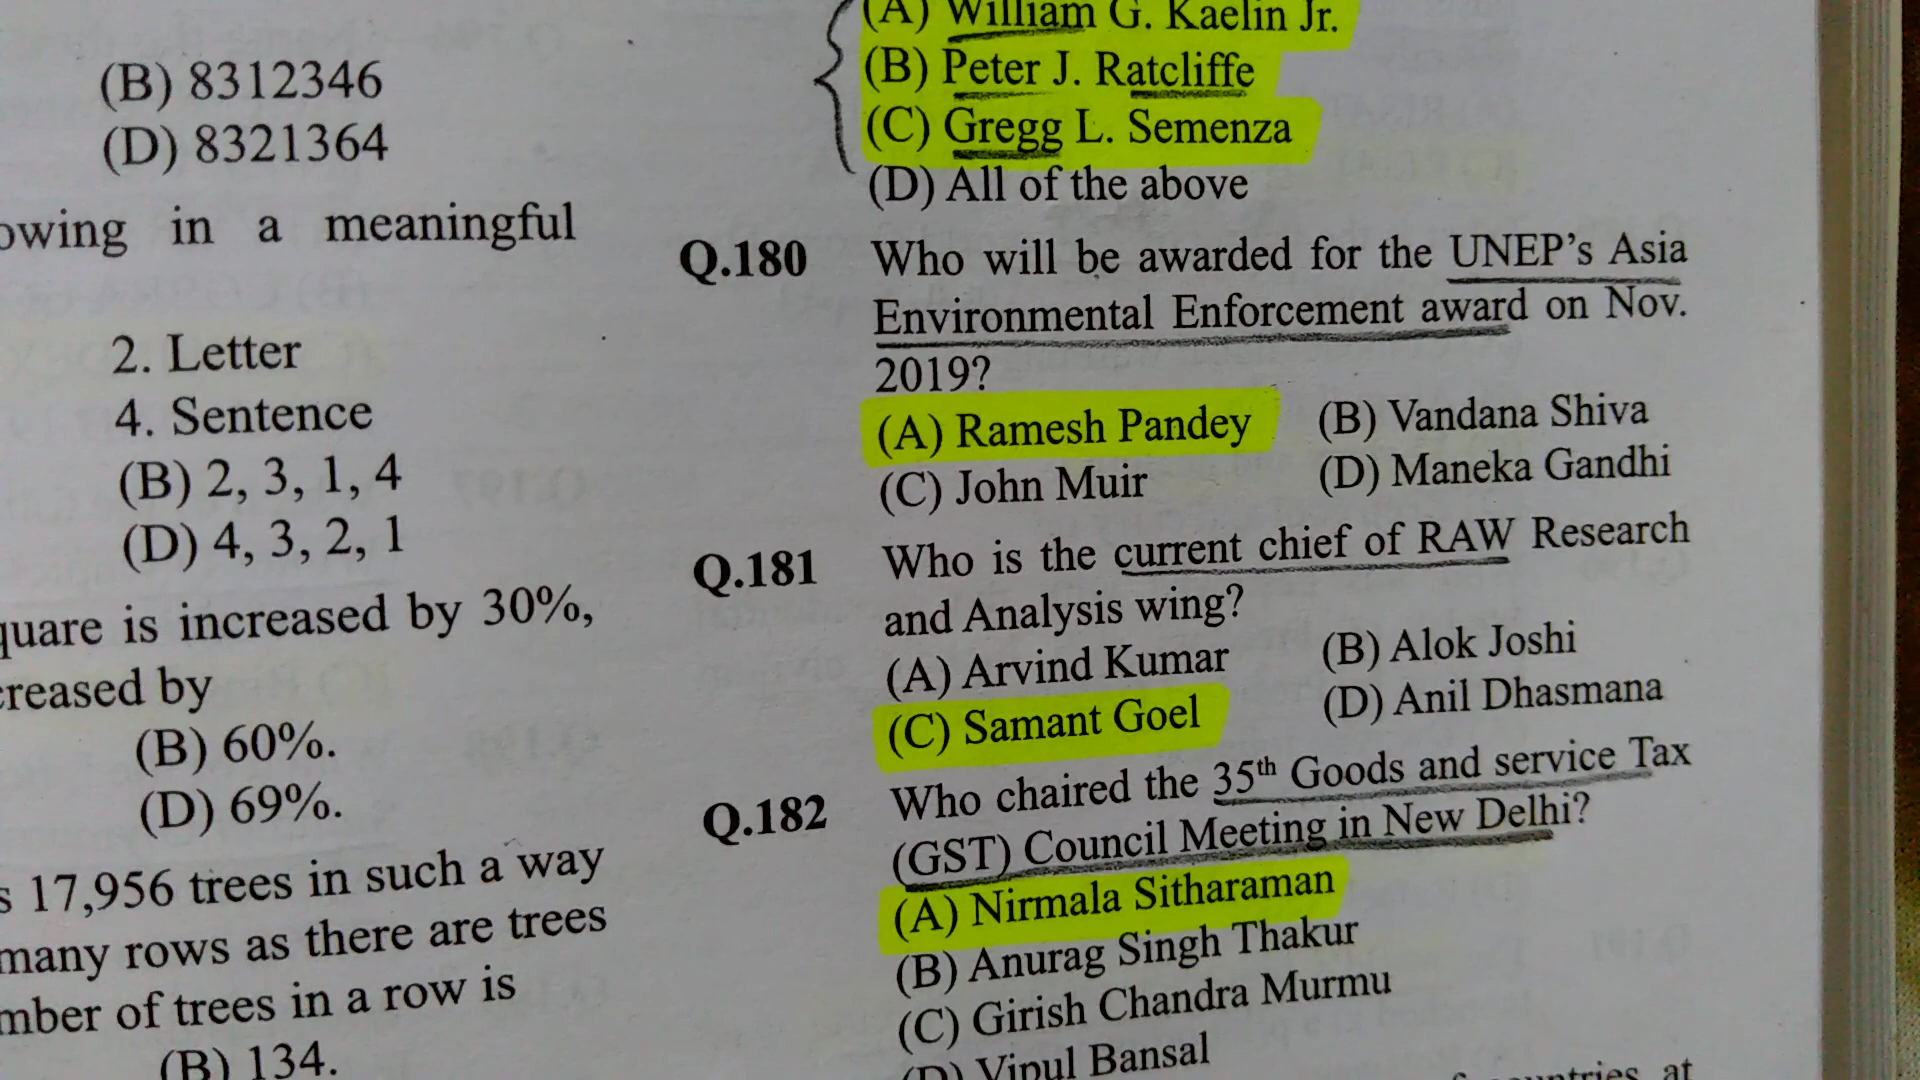 (B) 8312346
(D) 8321364
owing in a meaningful
2. Letter
4. Sentence
(B) 2, 3, 1, 4
(D) 4, 3, 2, 1
quare is increased by 30%,
creased by
(B) 60%.
(D) 69%.
s 17,956 trees in such a way
many rows as there are trees
mber of trees in a row is
(B) 134.
(A) William G. Kaelin Jr.
(B) Peter J. Ratcliffe
(C) Gregg L. Semenza
(D) All of the above
Q.180 Who will be awarded for the UNEP's Asia
Environmental Enforcement award on Nov.
2019?
(A) Ramesh Pandey (B) Vandana Shiva
(C) John Muir (D) Maneka Gandhi
Q.181 Who is the current chief of RAW Research
and Analysis wing?
(A) Arvind Kumar (B) Alok Joshi
(C) Samant Goel (D) Anil Dhasmana
Q.182 Who chaired the 35th Goods and service Tax
(GST) Council Meeting in New Delhi?
(A) Nirmala Sitharaman
(B) Anurag Singh Thakur
(C) Girish Chandra Murmu
(D) Vipul Bansal
at